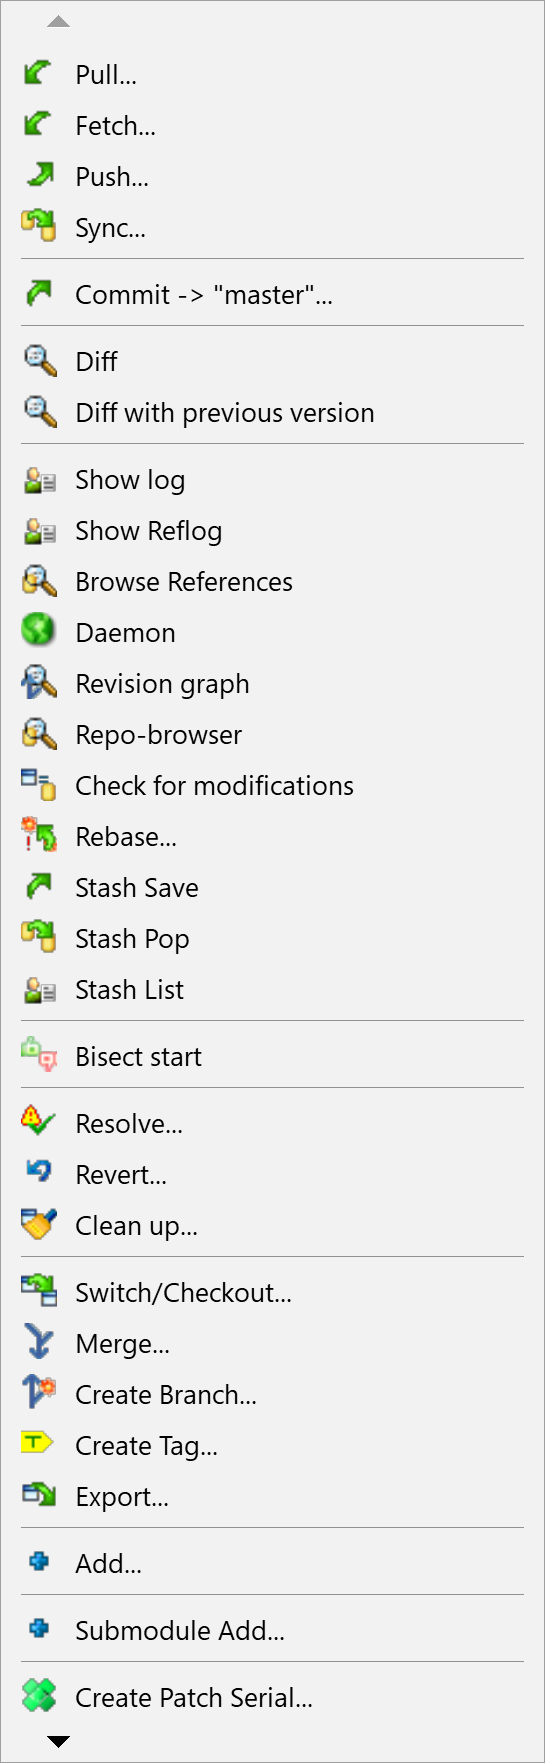 Pull...
Fetch...
Push...
Sync...
Commit -> "master"...
Diff
Diff with previous version
Show log
Show Reflog
Browse References
Daemon
Revision graph
Repo-browser
Check for modifications
Rebase...
Stash Save
Stash Pop
Stash List
Bisect start
Resolve...
Revert...
Clean up...
Switch/Checkout...
Merge...
Create Branch...
Create Tag...
Export...
Add...
Submodule Add...
Create Patch Serial...